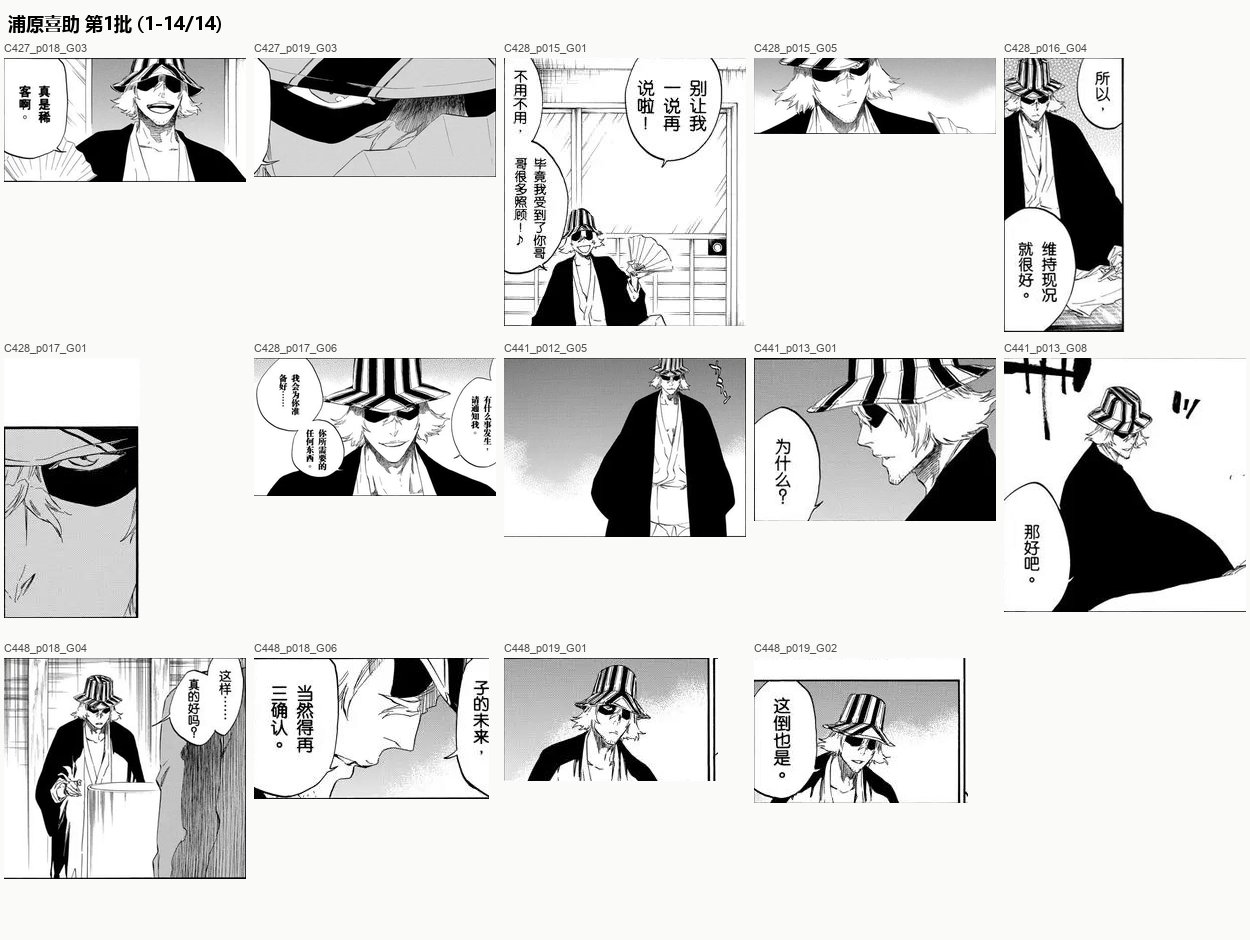 浦原喜助 第1批 (1-14/14)
C427_p018_G03
真是稀
客啊。
C427_p019_G03
C428_p015_G01
别让我
一说再
说啦！
不用不用，
毕竟我受到了你哥
哥很多照顾！♪
C428_p015_G05
C428_p016_G04
所以，
维持现况
就很好。
C428_p017_G01
C428_p017_G06
有什么事发生，
请通知我。
我会为你准
备好……
你所需要的
任何东西。
C441_p012_G05
C441_p013_G01
为什么？
C441_p013_G08
那好吧。
C448_p018_G04
这样……
真的好吗？
C448_p018_G06
子的未来，
当然得再
三确认。
C448_p019_G01
C448_p019_G02
这倒也是。